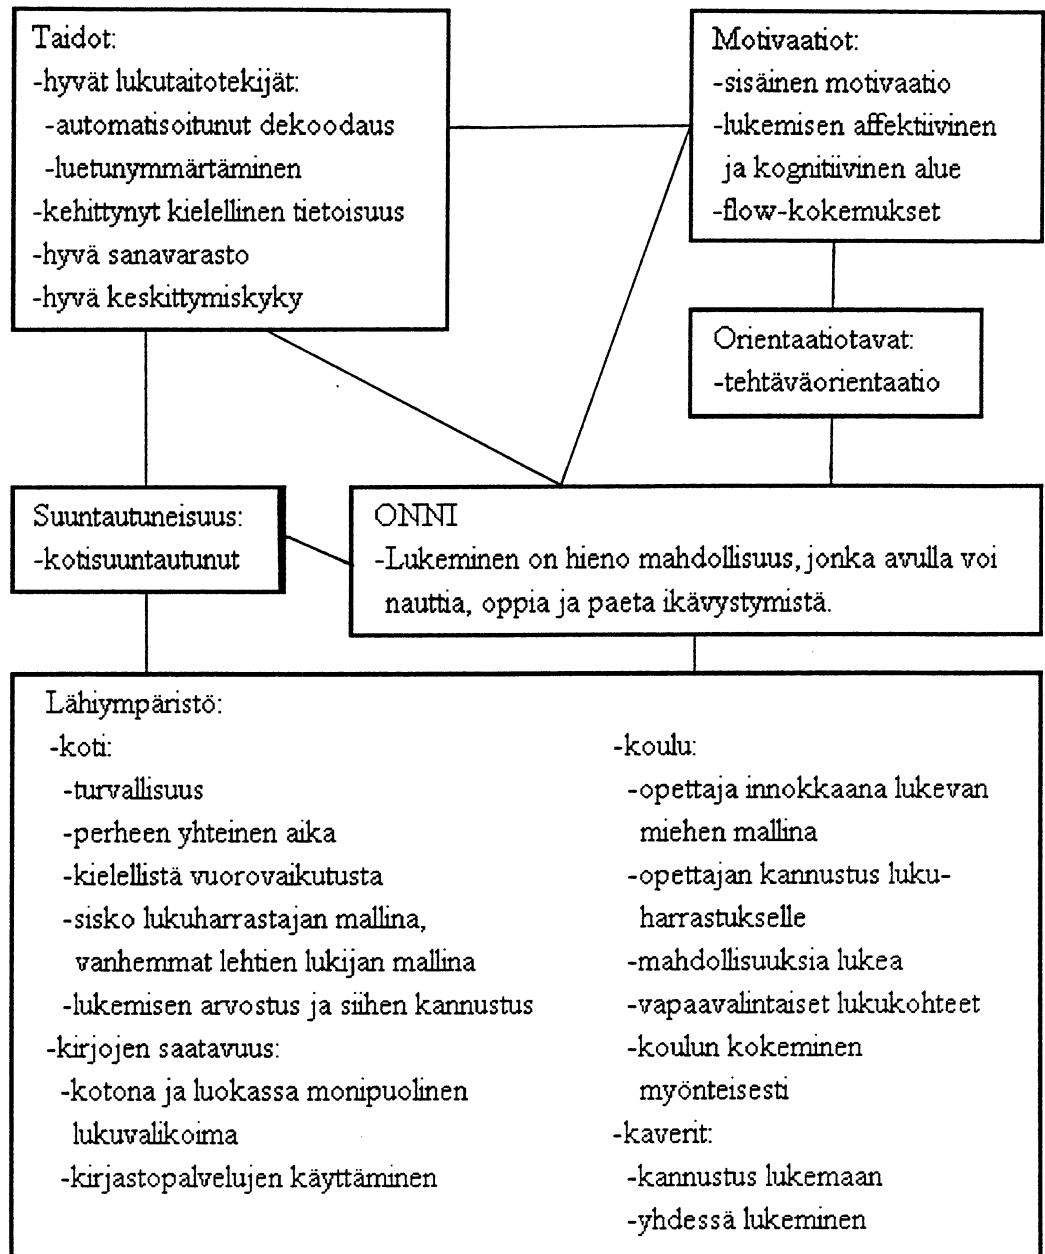 Taidot:
-hyvät lukutaitotekijät:
-automatisoitunut dekoodaus
-luetunymmärtäminen
-kehittynyt kielellinen tietoisuus
-hyvä sanavarasto
-hyvä keskittymiskyky
Motivaatiot:
-sisäinen motivaatio
-lukemisen affektiivinen
ja kognitiivinen alue
-flow-kokemukset
Orientaatiotavat:
-tehtäväorientaatio
Suuntautuneisuus:
-kotisuuntautunut
ONNI
-Lukeminen on hieno mahdollisuus, jonka avulla voi
nauttia, oppia ja paeta ikävystymistä.
Lähiympäristö:
-koti:
-turvallisuus
-perheen yhteinen aika
-kielellistä vuorovaikutusta
-sisko lukuharrastajan mallina,
vanhemmat lehtien lukijan mallina
-lukemisen arvostus ja siihen kannustus
-kirjojen saatavuus:
-kotona ja luokassa monipuolinen
lukuvalikoima
-kirjastopalvelujen käyttäminen
-koulu:
-opettaja innokkaana lukevan
miehen mallina
-opettajan kannustus luku-
harrastukselle
-mahdollisuuksia lukea
-vapaavalintaiset lukukohteet
-koulun kokeminen
myönteisesti
-kaverit:
-kannustus lukemaan
-yhdessä lukeminen